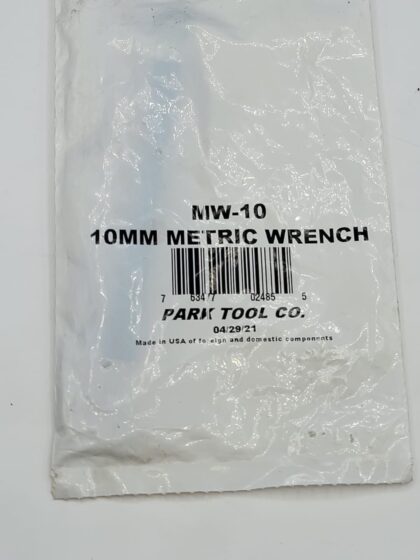 MW-10
10MM METRIC WRENCH
7 63477 02485 5
PARK TOOL CO.
04/29/21
Made in USA of foreign and domestic components